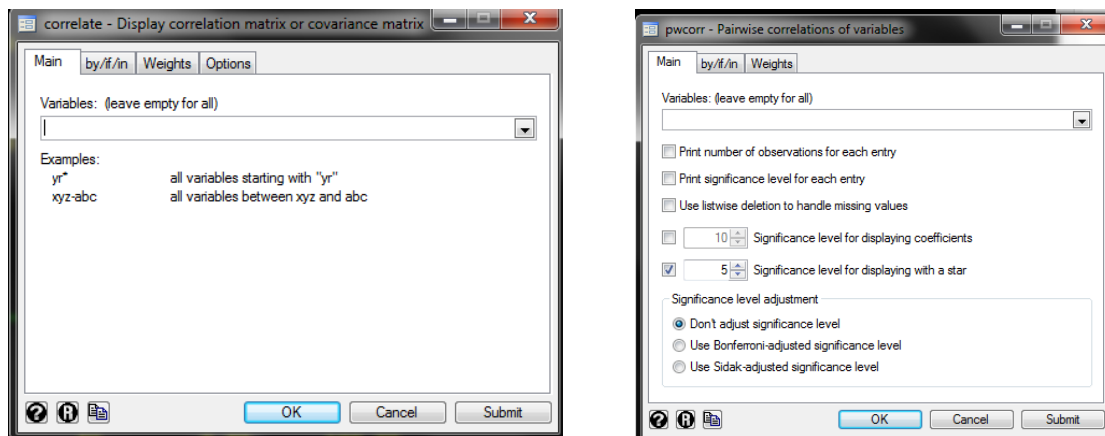 correlate - Display correlation matrix or covariance matrix
Main by/if/in Weights Options
Variables: (leave empty for all)
Examples:
yr* all variables starting with "yr"
xyz-abc all variables between xyz and abc
? R OK Cancel Submit
pwcorr - Pairwise correlations of variables
Main by/if/in Weights
Variables: (leave empty for all)
Print number of observations for each entry
Print significance level for each entry
Use listwise deletion to handle missing values
10 Significance level for displaying coefficients
5 Significance level for displaying with a star
Significance level adjustment
Don't adjust significance level
Use Bonferroni-adjusted significance level
Use Sidak-adjusted significance level
? R OK Cancel Submit